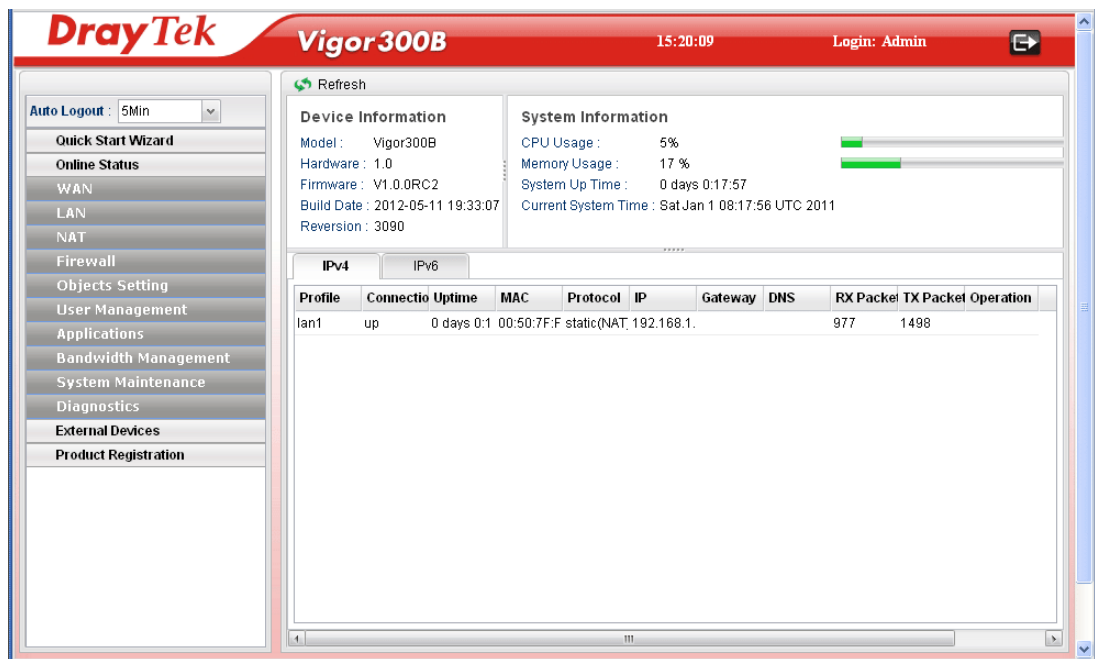 DrayTek
Vigor300B 15:20:09 Login: Admin
Auto Logout : 5Min
Quick Start Wizard
Online Status
WAN
LAN
NAT
Firewall
Objects Setting
User Management
Applications
Bandwidth Management
System Maintenance
Diagnostics
External Devices
Product Registration
Refresh
Device Information
Model : Vigor300B
Hardware : 1.0
Firmware : V1.0.0RC2
Build Date : 2012-05-11 19:33:07
Reversion : 3090
System Information
CPU Usage : 5%
Memory Usage : 17 %
System Up Time : 0 days 0:17:57
Current System Time : Sat Jan 1 08:17:56 UTC 2011
IPv4 IPv6
Profile Connectio Uptime MAC Protocol IP Gateway DNS RX Packet TX Packet Operation
lan1 up 0 days 0:1 00:50:7F:F static(NAT, 192.168.1. 977 1498